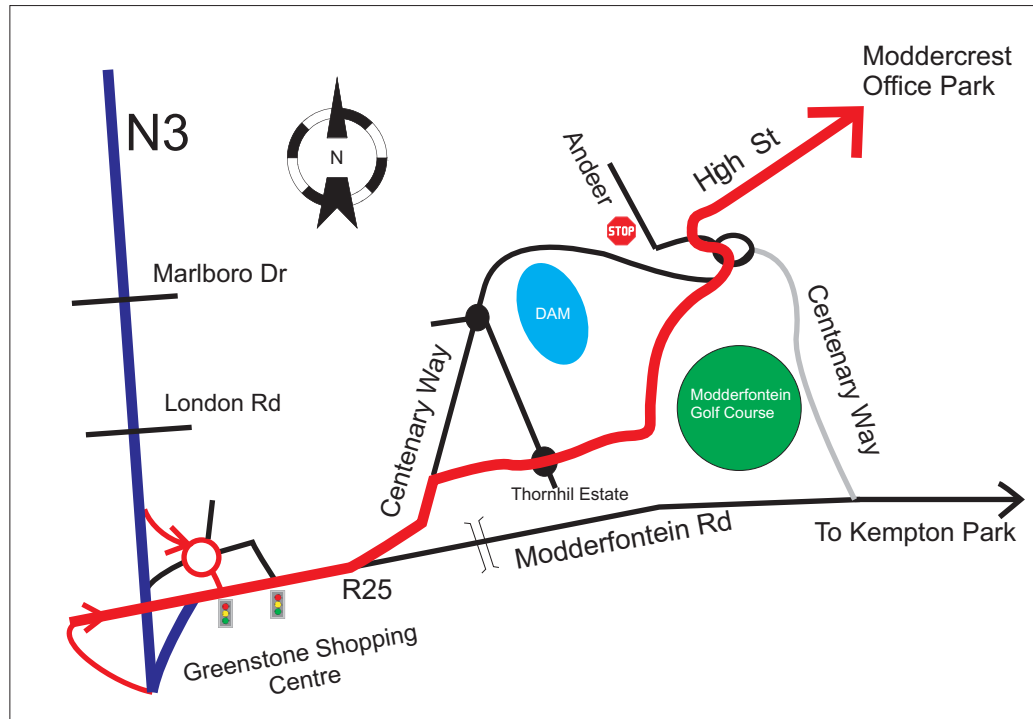 Moddercrest
Office Park
N3
N
Andeer
High St
STOP
Marlboro Dr
DAM
Centenary Way
London Rd
Centenary Way
Modderfontein
Golf Course
Thornhil Estate
Modderfontein Rd
To Kempton Park
R25
Greenstone Shopping
Centre